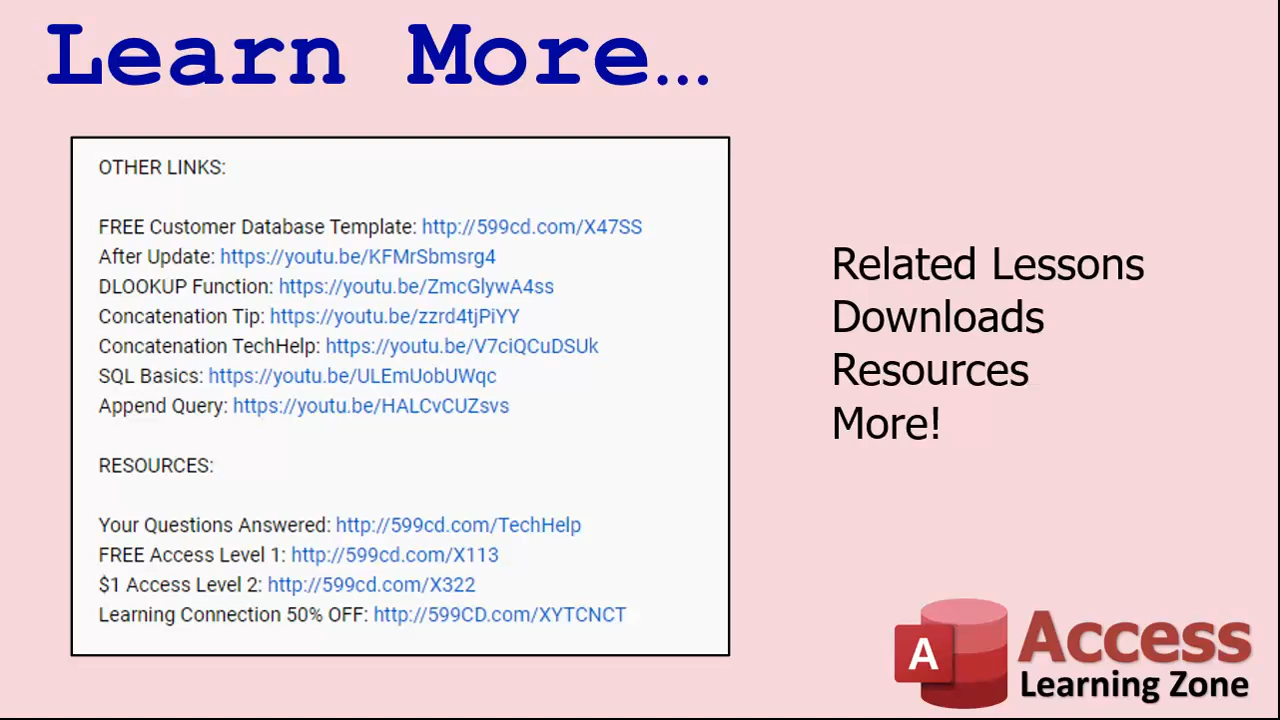 Learn More...
OTHER LINKS:
FREE Customer Database Template: http://599cd.com/X47SS
After Update: https://youtu.be/KFMrSbmsrg4
DLOOKUP Function: https://youtu.be/ZmcGlywA4ss
Concatenation Tip: https://youtu.be/zzrd4tjPiYY
Concatenation TechHelp: https://youtu.be/V7ciQCuDSUk
SQL Basics: https://youtu.be/ULEmUobUWqc
Append Query: https://youtu.be/HALCvCUZsvs
RESOURCES:
Your Questions Answered: http://599cd.com/TechHelp
FREE Access Level 1: http://599cd.com/X113
$1 Access Level 2: http://599cd.com/X322
Learning Connection 50% OFF: http://599CD.com/XYTCNCT
Related Lessons
Downloads
Resources
More!
A
Access
Learning Zone